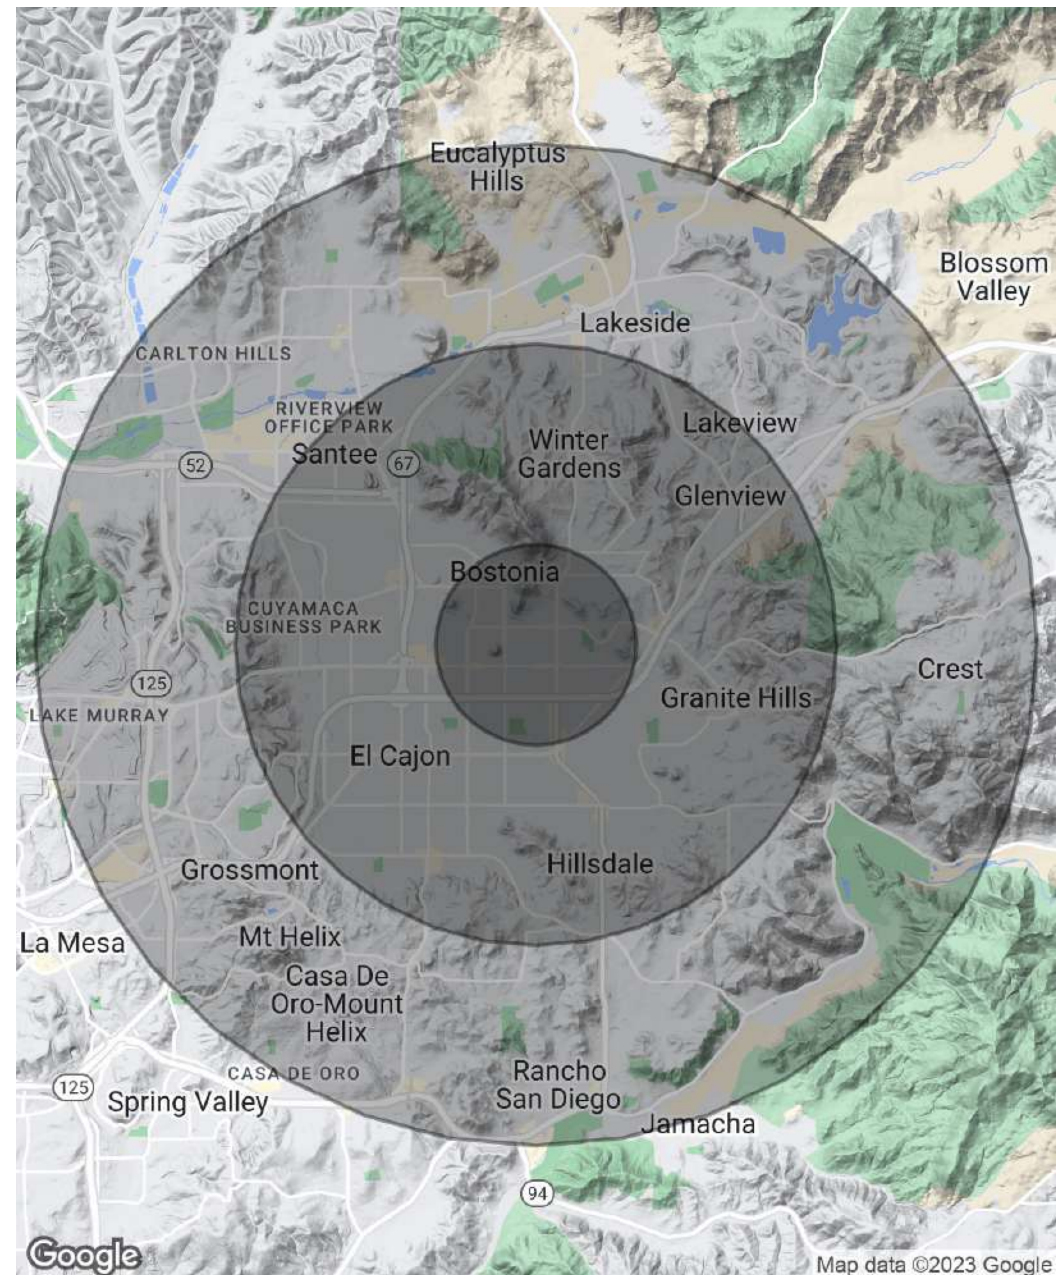 Eucalyptus
Hills
Blossom
Valley
Lakeside
CARLTON HILLS
RIVERVIEW
OFFICE PARK
Lakeview
Santee
67
Winter
Gardens
52
Glenview
Bostonia
CUYAMACA
BUSINESS PARK
Crest
125
Granite Hills
LAKE MURRAY
El Cajon
Grossmont
Hillsdale
La Mesa
Mt Helix
Casa De
Oro-Mount
Helix
CASA DE ORO
Rancho
San Diego
125
Spring Valley
Jamacha
94
Google
Map data ©2023 Google